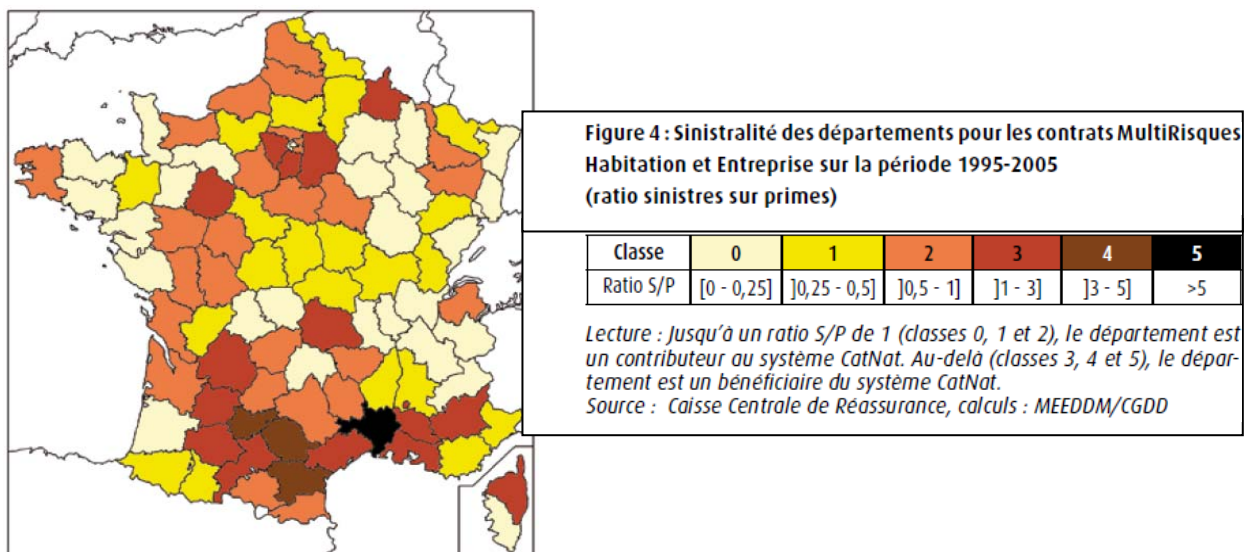 Figure 4 : Sinistralité des départements pour les contrats MultiRisques
Habitation et Entreprise sur la période 1995-2005
(ratio sinistres sur primes)
Classe 0 1 2 3 4 5
Ratio S/P [0 - 0,25] ]0,25 - 0,5] ]0,5 - 1] ]1 - 3] ]3 - 5] >5
Lecture : Jusqu'à un ratio S/P de 1 (classes 0, 1 et 2), le département est
un contributeur au système CatNat. Au-delà (classes 3, 4 et 5), le dépar-
tement est un bénéficiaire du système CatNat.
Source : Caisse Centrale de Réassurance, calculs : MEEDDM/CGDD